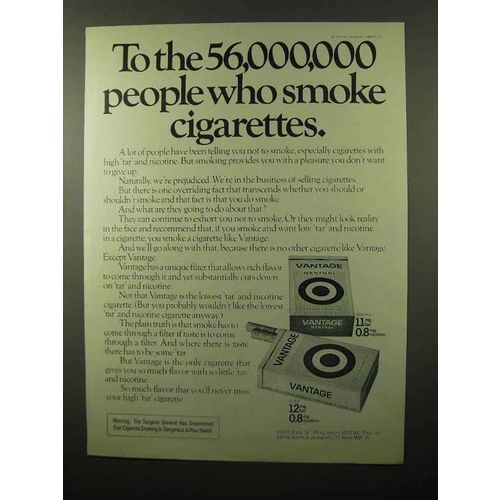 To the 56,000,000
people who smoke
cigarettes.
A lot of people have been telling you not to smoke, especially cigarettes with
high 'tar' and nicotine. But smoking provides you with a pleasure you don't want
to give up.
Naturally, we're prejudiced. We're in the business of selling cigarettes.
But there is one overriding fact that transcends whether you should or
shouldn't smoke and that fact is that you do smoke.
And what are they going to do about that?
They can continue to exhort you not to smoke. Or they might look reality
in the face and recommend that, if you smoke and want low 'tar' and nicotine
in a cigarette, you smoke a cigarette like Vantage.
And we'll go along with that, because there is no other cigarette like Vantage.
Except Vantage.
Vantage has a unique filter that allows rich flavor
to come through it and yet substantially cuts down
on 'tar' and nicotine.
Not that Vantage is the lowest 'tar' and nicotine
cigarette. (But you probably wouldn't like the lowest
'tar' and nicotine cigarette anyway.)
The plain truth is that smoke has to
come through a filter if taste is to come
through a filter. And where there is taste
there has to be some 'tar'.
But Vantage is the only cigarette that
gives you so much flavor with so little 'tar'
and nicotine.
So much flavor that you'll never miss
your high 'tar' cigarette.
VANTAGE
MENTHOL
VANTAGE
MENTHOL
MENTHOL
11 mg.
'tar'
0.8 mg.
nicotine
VANTAGE
VANTAGE
FILTER
12 mg.
'tar'
0.8 mg.
nicotine
Warning: The Surgeon General Has Determined
That Cigarette Smoking Is Dangerous to Your Health